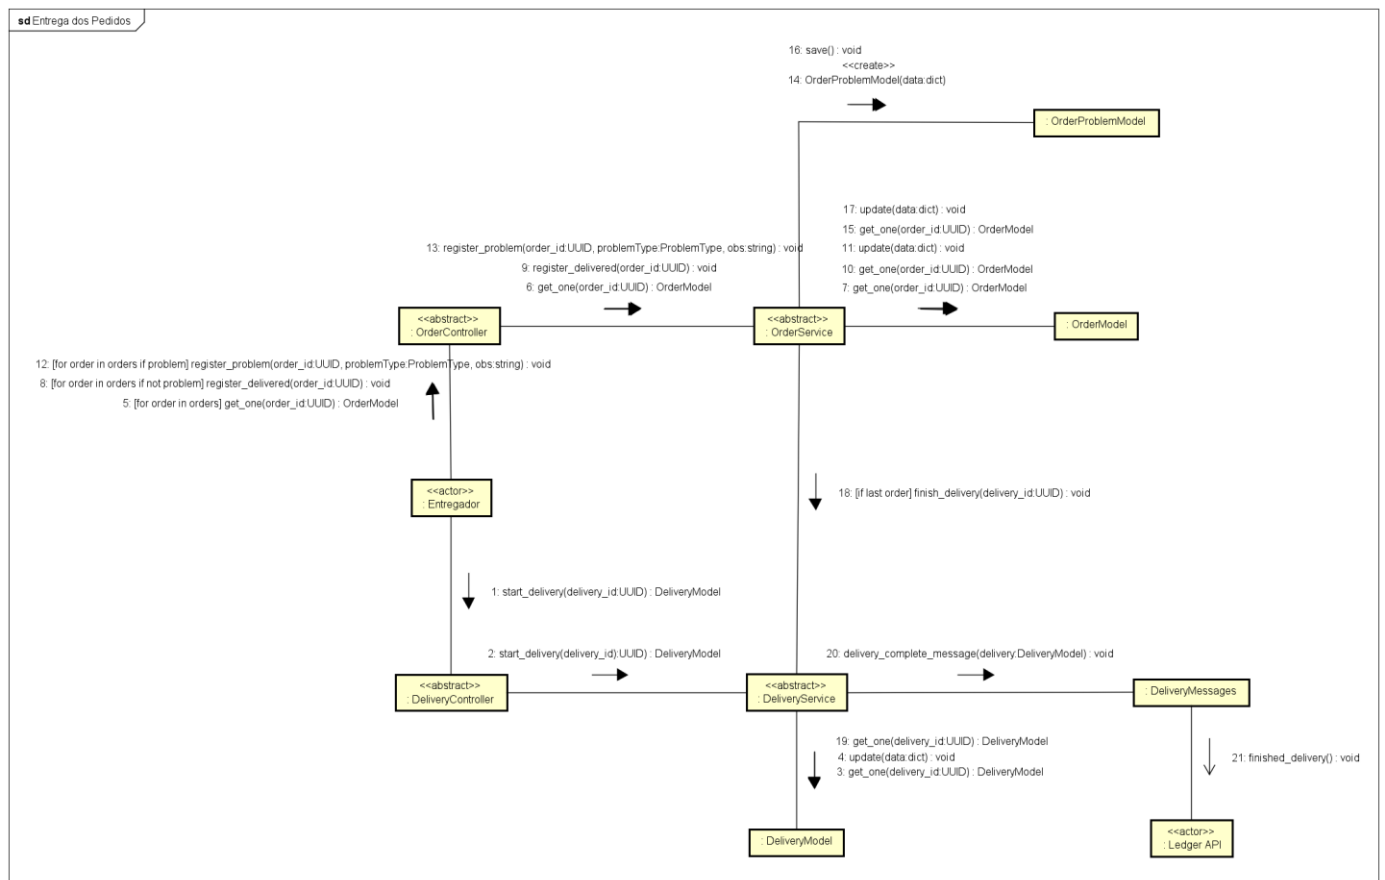 sd Entrega dos Pedidos
16: save() : void
<<create>>
14: OrderProblemModel(data:dict)
: OrderProblemModel
17: update(data:dict) : void
15: get_one(order_id:UUID) : OrderModel
11: update(data:dict) : void
10: get_one(order_id:UUID) : OrderModel
7: get_one(order_id:UUID) : OrderModel
13: register_problem(order_id:UUID, problemType:ProblemType, obs:string) : void
9: register_delivered(order_id:UUID) : void
6: get_one(order_id:UUID) : OrderModel
<<abstract>>
: OrderController
<<abstract>>
: OrderService
: OrderModel
12: [for order in orders if problem] register_problem(order_id:UUID, problemType:ProblemType, obs:string) : void
8: [for order in orders if not problem] register_delivered(order_id:UUID) : void
5: [for order in orders] get_one(order_id:UUID) : OrderModel
<<actor>>
: Entregador
18: [if last order] finish_delivery(delivery_id:UUID) : void
1: start_delivery(delivery_id:UUID) : DeliveryModel
2: start_delivery(delivery_id):UUID) : DeliveryModel
20: delivery_complete_message(delivery:DeliveryModel) : void
<<abstract>>
: DeliveryController
<<abstract>>
: DeliveryService
: DeliveryMessages
19: get_one(delivery_id:UUID) : DeliveryModel
4: update(data:dict) : void
3: get_one(delivery_id:UUID) : DeliveryModel
21: finished_delivery() : void
: DeliveryModel
<<actor>>
: Ledger API